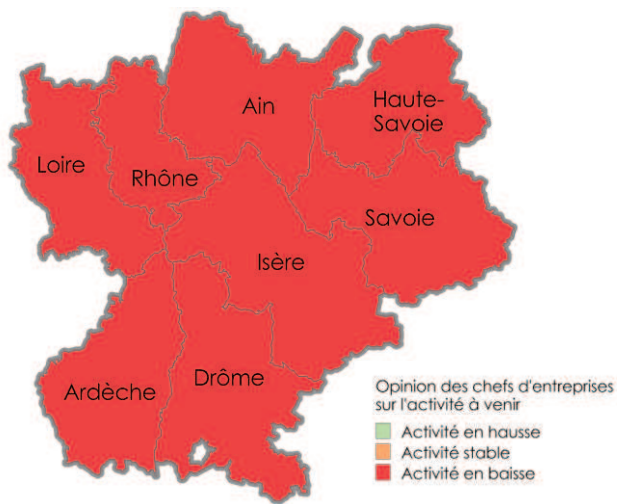 Ain
Haute-
Savoie
Loire
Rhône
Savoie
Isère
Ardèche
Drôme
Opinion des chefs d'entreprises
sur l'activité à venir
Activité en hausse
Activité stable
Activité en baisse